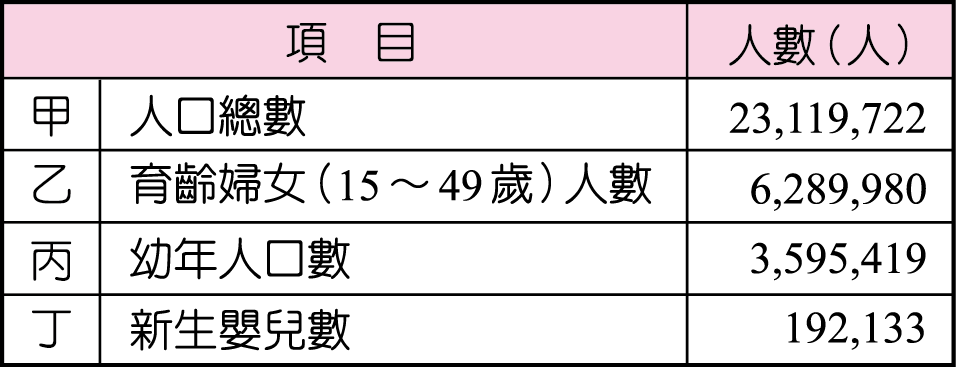 項 目 人數(人)
甲 人口總數 23,119,722
乙 育齡婦女(15～49歲)人數 6,289,980
丙 幼年人口數 3,595,419
丁 新生嬰兒數 192,133